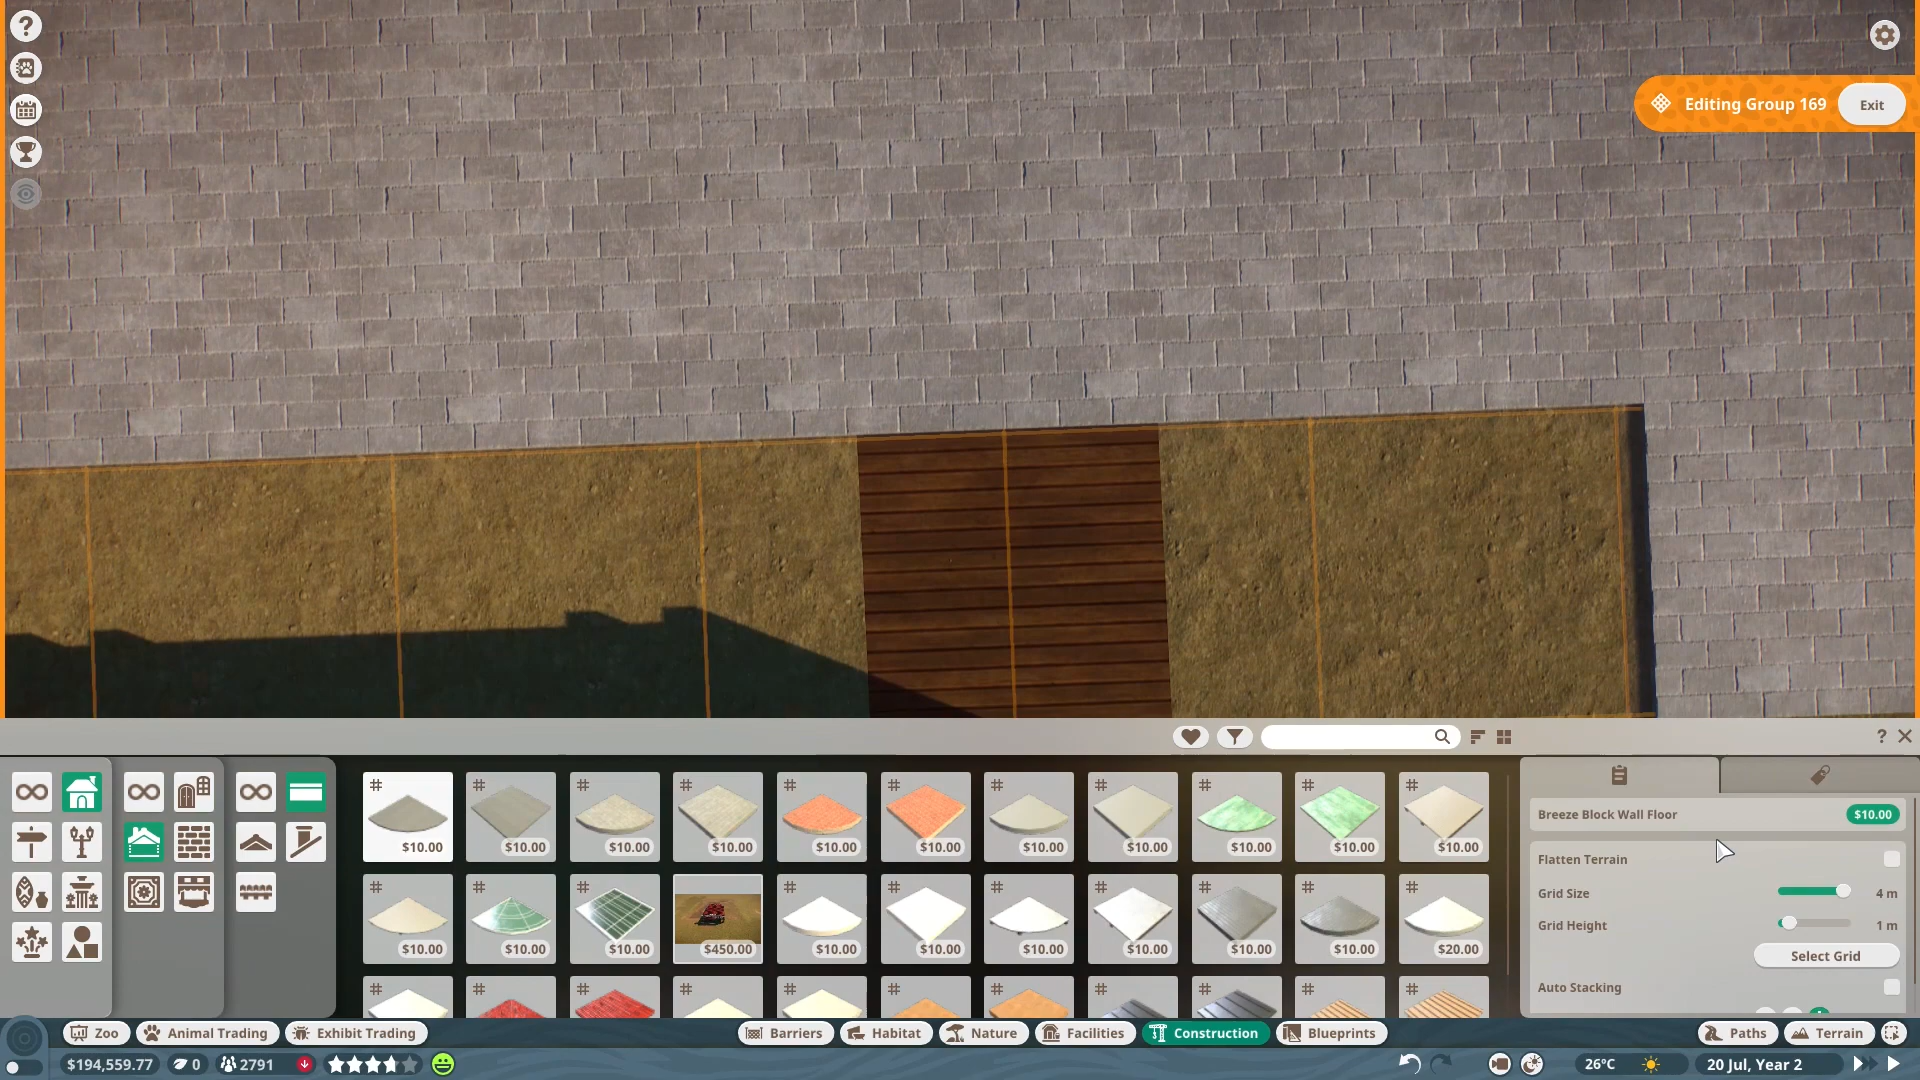 ?
Editing Group 169 Exit
?
Breeze Block Wall Floor $10.00
$10.00 $10.00 $10.00 $10.00 $10.00 $10.00 $10.00 $10.00 $10.00 $10.00 $10.00
Flatten Terrain
Grid Size 4 m
Grid Height 1 m
$10.00 $10.00 $10.00 $450.00 $10.00 $10.00 $10.00 $10.00 $10.00 $10.00 $20.00
Select Grid
Auto Stacking
Zoo Animal Trading Exhibit Trading Barriers Habitat Nature Facilities Construction Blueprints Paths Terrain
$194,559.77 0 2791 26°C 20 Jul, Year 2